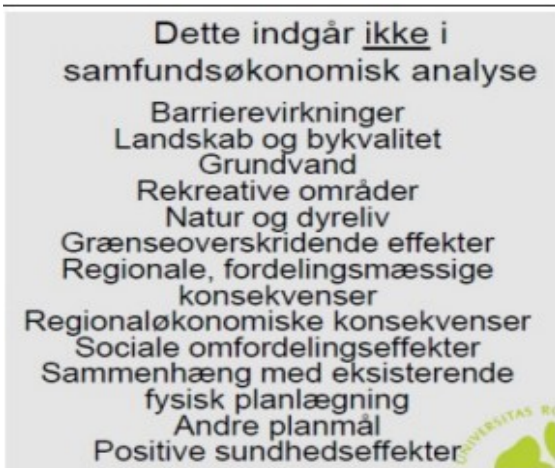 Dette indgår ikke i
samfundsøkonomisk analyse
Barrierevirkninger
Landskab og bykvalitet
Grundvand
Rekreative områder
Natur og dyreliv
Grænseoverskridende effekter
Regionale, fordelingsmæssige
konsekvenser
Regionaløkonomiske konsekvenser
Sociale omfordelingseffekter
Sammenhæng med eksisterende
fysisk planlægning
Andre planmål
Positive sundhedseffekter